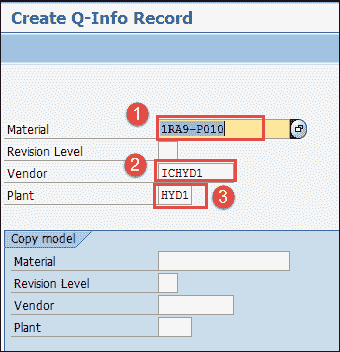 Create Q-Info Record
1
Material 1RA9-P010
Revision Level
2
Vendor ICHYD1
Plant HYD1 3
Copy model
Material
Revision Level
Vendor
Plant